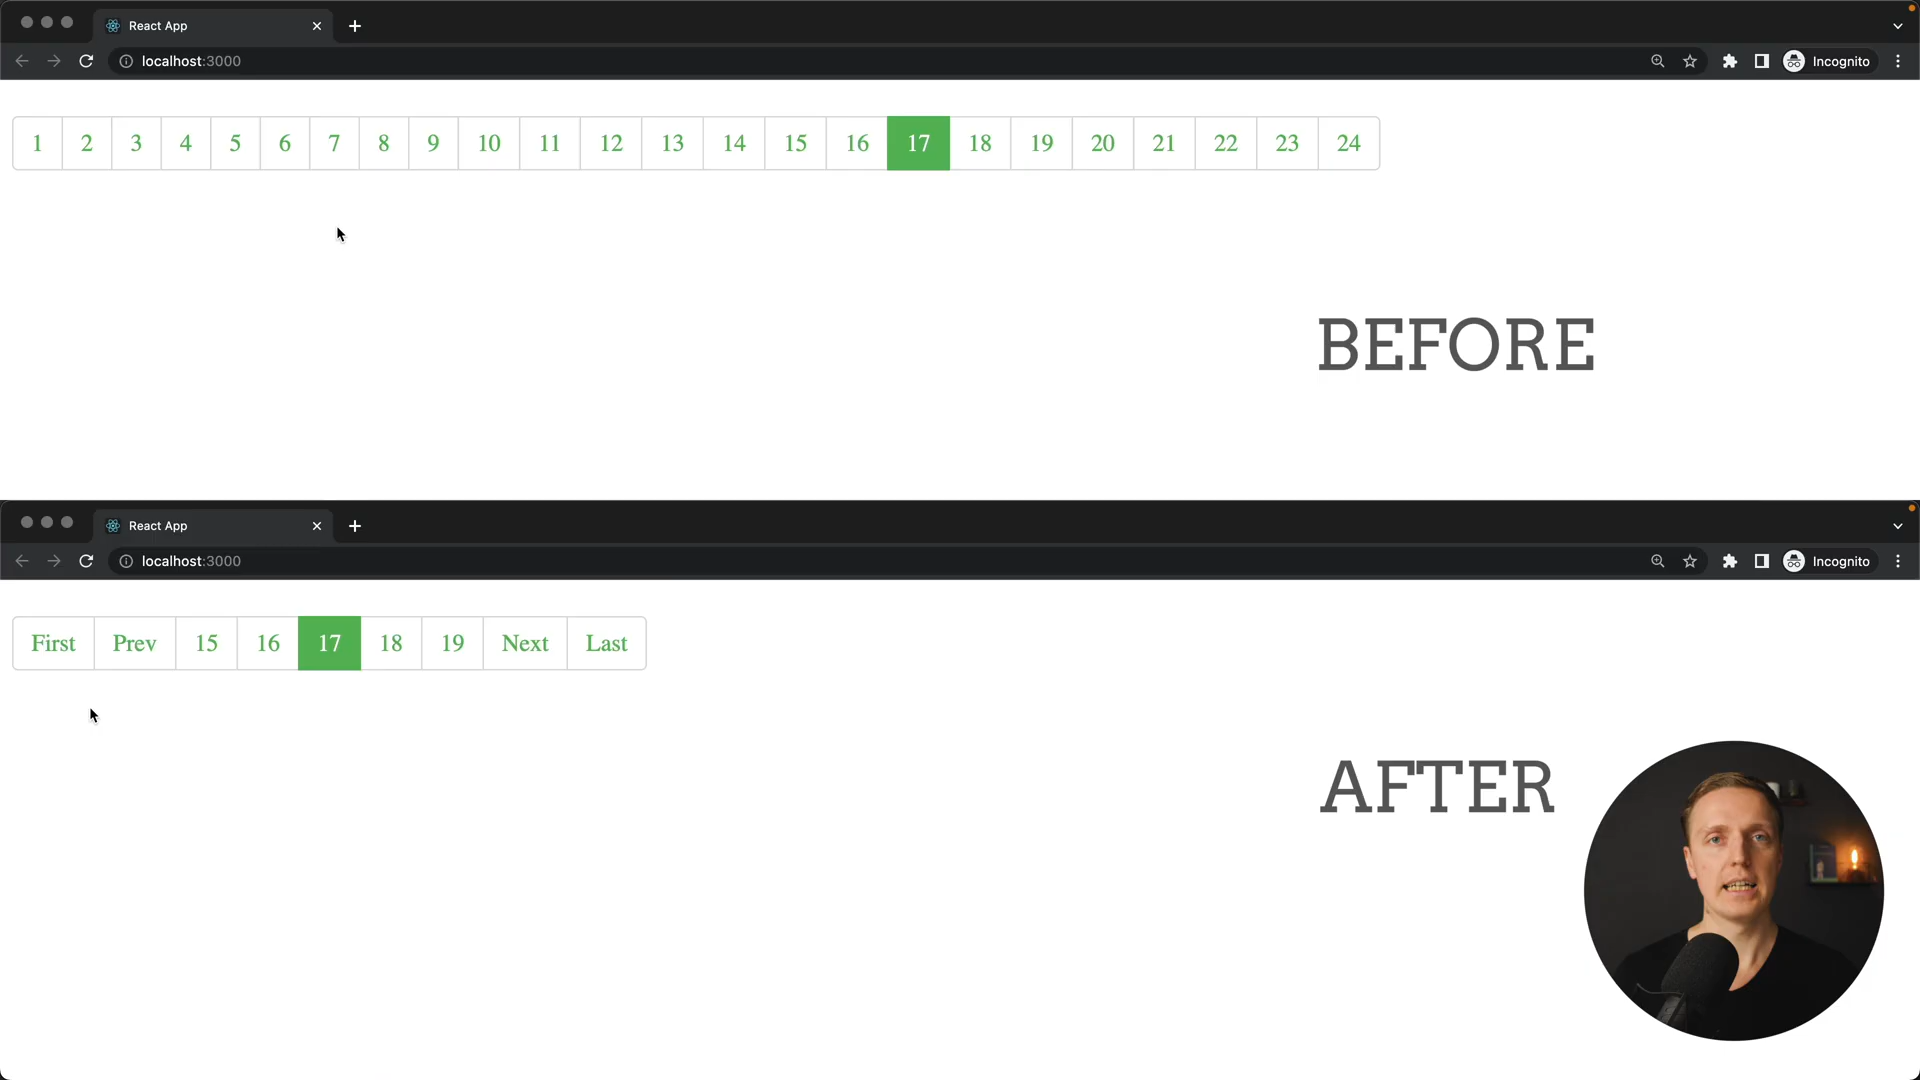 React App
localhost:3000
Incognito
1 2 3 4 5 6 7 8 9 10 11 12 13 14 15 16 17 18 19 20 21 22 23 24
BEFORE
React App
localhost:3000
Incognito
First Prev 15 16 17 18 19 Next Last
AFTER